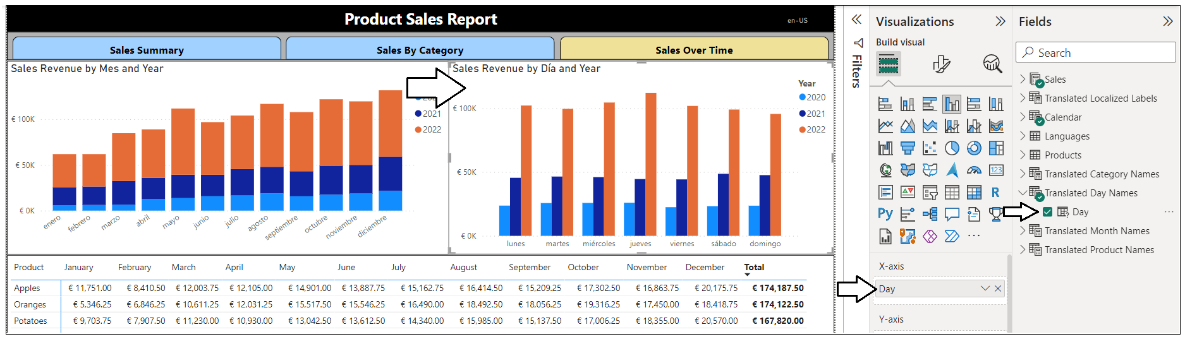 Product Sales Report
en-US
Sales Summary
Sales By Category
Sales Over Time
Sales Revenue by Mes and Year
2021
2022
€ 100K
€ 50K
€ 0K
enero febrero marzo abril mayo junio julio agosto septiembre octubre noviembre diciembre
Sales Revenue by Día and Year
Year
2020
2021
2022
€ 100K
€ 50K
€ 0K
lunes martes miércoles jueves viernes sábado domingo
Product January February March April May June July August September October November December Total
Apples € 11,751.00 € 8,410.50 € 12,003.75 € 12,105.00 € 14,901.00 € 13,887.75 € 15,162.75 € 16,414.50 € 15,209.25 € 17,302.50 € 16,863.75 € 20,175.75 € 174,187.50
Oranges € 5,346.25 € 6,846.25 € 10,611.25 € 12,031.25 € 15,517.50 € 15,546.25 € 16,490.00 € 18,492.50 € 18,056.25 € 19,316.25 € 17,450.00 € 18,418.75 € 174,122.50
Potatoes € 9,703.75 € 7,907.50 € 11,230.00 € 10,930.00 € 13,042.50 € 13,612.50 € 14,340.00 € 15,985.00 € 15,137.50 € 17,006.25 € 18,355.00 € 20,570.00 € 167,820.00
Filters
Visualizations
Build visual
123
R
Py
X-axis
Day
Y-axis
Fields
Search
Sales
Translated Localized Labels
Calendar
Languages
Products
Translated Category Names
Translated Day Names
Day
Translated Month Names
Translated Product Names